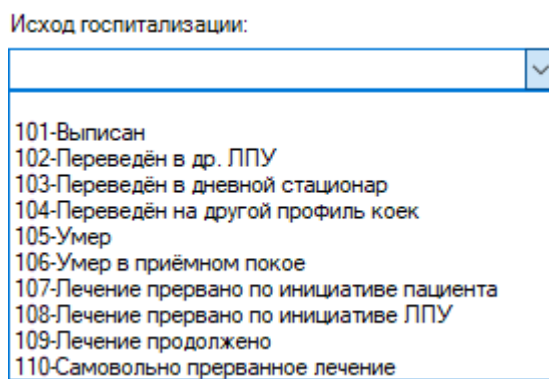 Исход госпитализации:
101-Выписан
102-Переведён в др. ЛПУ
103-Переведён в дневной стационар
104-Переведён на другой профиль коек
105-Умер
106-Умер в приёмном покое
107-Лечение прервано по инициативе пациента
108-Лечение прервано по инициативе ЛПУ
109-Лечение продолжено
110-Самовольно прерванное лечение